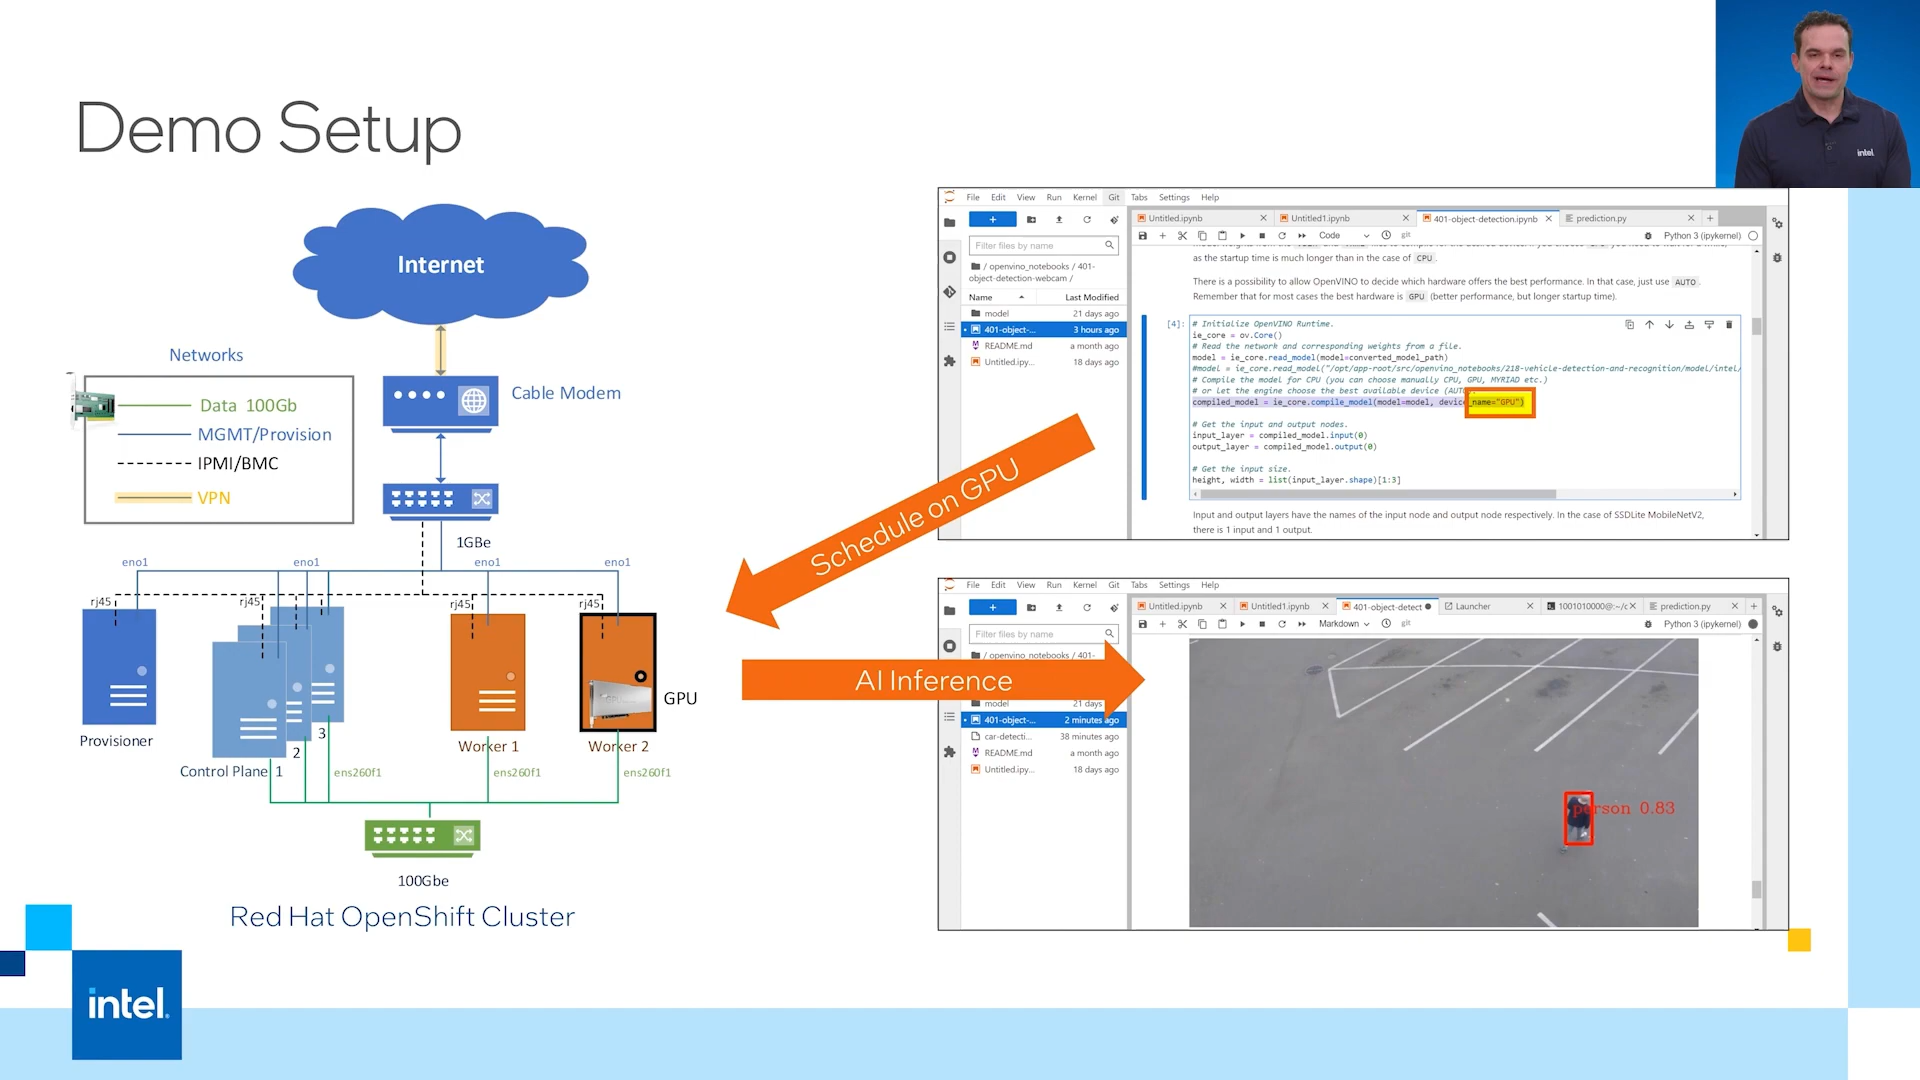 Demo Setup
intel
Internet
Networks
Data 100Gb
MGMT/Provision
IPMI/BMC
VPN
Cable Modem
1GBe
eno1
eno1
eno1
eno1
rj45
rj45
rj45
rj45
GPU
Provisioner
Control Plane 1
2
3
Worker 1
Worker 2
ens260f1
ens260f1
ens260f1
100Gbe
Red Hat OpenShift Cluster
intel.
Schedule on GPU
AI Inference
File Edit View Run Kernel Git Tabs Settings Help
Untitled.ipynb
Untitled1.ipynb
401-object-detection.ipynb
prediction.py
Filter files by name
Code
git
Python 3 (ipykernel)
/ openvino_notebooks / 401-
object-detection-webcam /
Name
Last Modified
model 21 days ago
401-object-... 3 hours ago
README.md a month ago
Untitled.ipy... 18 days ago
as the startup time is much longer than in the case of CPU.
There is a possibility to allow OpenVINO to decide which hardware offers the best performance. In that case, just use AUTO.
Remember that for most cases the best hardware is GPU (better performance, but longer startup time).
[4]:
# Initialize OpenVINO Runtime.
ie_core = ov.Core()
# Read the network and corresponding weights from a file.
model = ie_core.read_model(model=converted_model_path)
#model = ie_core.read_model("/opt/app-root/src/openvino_notebooks/218-vehicle-detection-and-recognition/model/intel/
# Compile the model for CPU (you can choose manually CPU, GPU, MYRIAD etc.)
# or let the engine choose the best available device (AUTO
compiled_model = ie_core.compile_model(model=model, device_name="GPU")
# Get the input and output nodes.
input_layer = compiled_model.input(0)
output_layer = compiled_model.output(0)
# Get the input size.
height, width = list(input_layer.shape)[1:3]
Input and output layers have the names of the input node and output node respectively. In the case of SSDLite MobileNetV2,
there is 1 input and 1 output.
File Edit View Run Kernel Git Tabs Settings Help
Untitled.ipynb
Untitled1.ipynb
401-object-detect
Launcher
1001010000@:~/c
prediction.py
Filter files by name
Markdown
git
Python 3 (ipykernel)
/ openvino_notebooks / 401-
model 21 days
401-object-... 2 minutes ago
car-detecti... 38 minutes ago
README.md a month ago
Untitled.ipy... 18 days ago
person 0.83